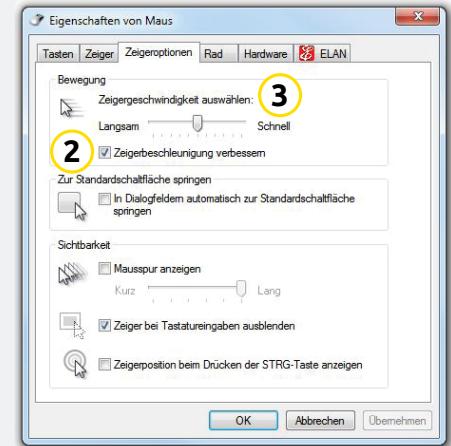 Eigenschaften von Maus
Tasten Zeiger Zeigeroptionen Rad Hardware ELAN
Bewegung
Zeigergeschwindigkeit auswählen: 3
Langsam Schnell
2 Zeigerbeschleunigung verbessern
Zur Standardschaltfläche springen
In Dialogfeldern automatisch zur Standardschaltfläche
springen
Sichtbarkeit
Mausspur anzeigen
Kurz Lang
Zeiger bei Tastatureingaben ausblenden
Zeigerposition beim Drücken der STRG-Taste anzeigen
OK Abbrechen Übernehmen